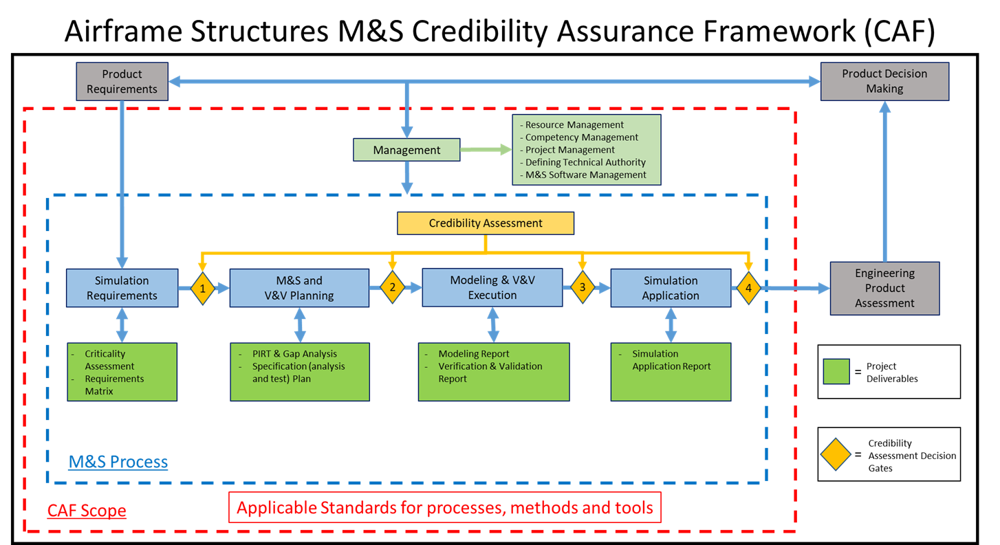 Airframe Structures M&S Credibility Assurance Framework (CAF)
Product
Requirements
Product Decision
Making
- Resource Management
- Competency Management
- Project Management
- Defining Technical Authority
- M&S Software Management
Management
Credibility Assessment
Simulation
Requirements
1
M&S and
V&V Planning
2
Modeling & V&V
Execution
3
Simulation
Application
4
Engineering
Product
Assessment
- Criticality
Assessment
- Requirements
Matrix
- PIRT & Gap Analysis
- Specification (analysis
and test) Plan
- Modeling Report
- Verification & Validation
Report
- Simulation
Application Report
= Project
Deliverables
= Credibility
Assessment Decision
Gates
M&S Process
CAF Scope
Applicable Standards for processes, methods and tools